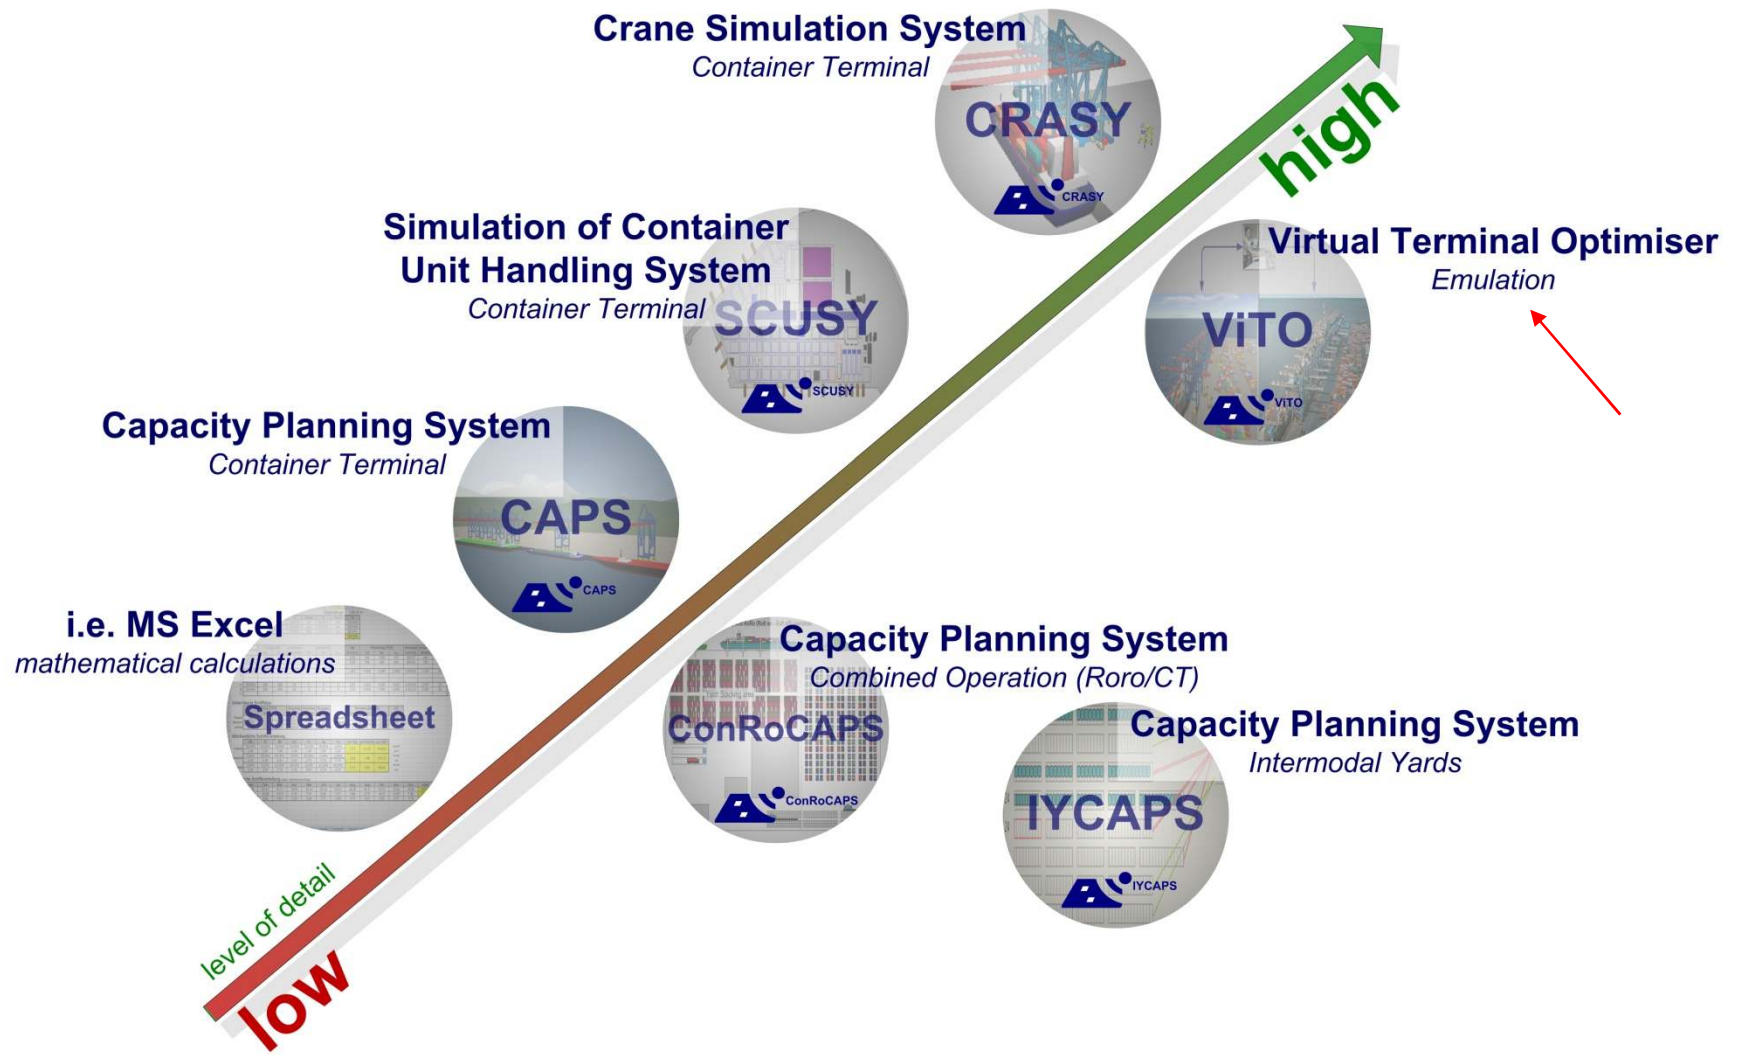 Crane Simulation System
Container Terminal
CRASY
CRASY
high
Simulation of Container
Unit Handling System
Container Terminal
SCUSY
SCUSY
Virtual Terminal Optimiser
Emulation
ViTO
ViTO
Capacity Planning System
Container Terminal
CAPS
CAPS
i.e. MS Excel
mathematical calculations
Spreadsheet
Capacity Planning System
Combined Operation (Roro/CT)
ConRoCAPS
ConRoCAPS
Capacity Planning System
Intermodal Yards
IYCAPS
IYCAPS
level of detail
low